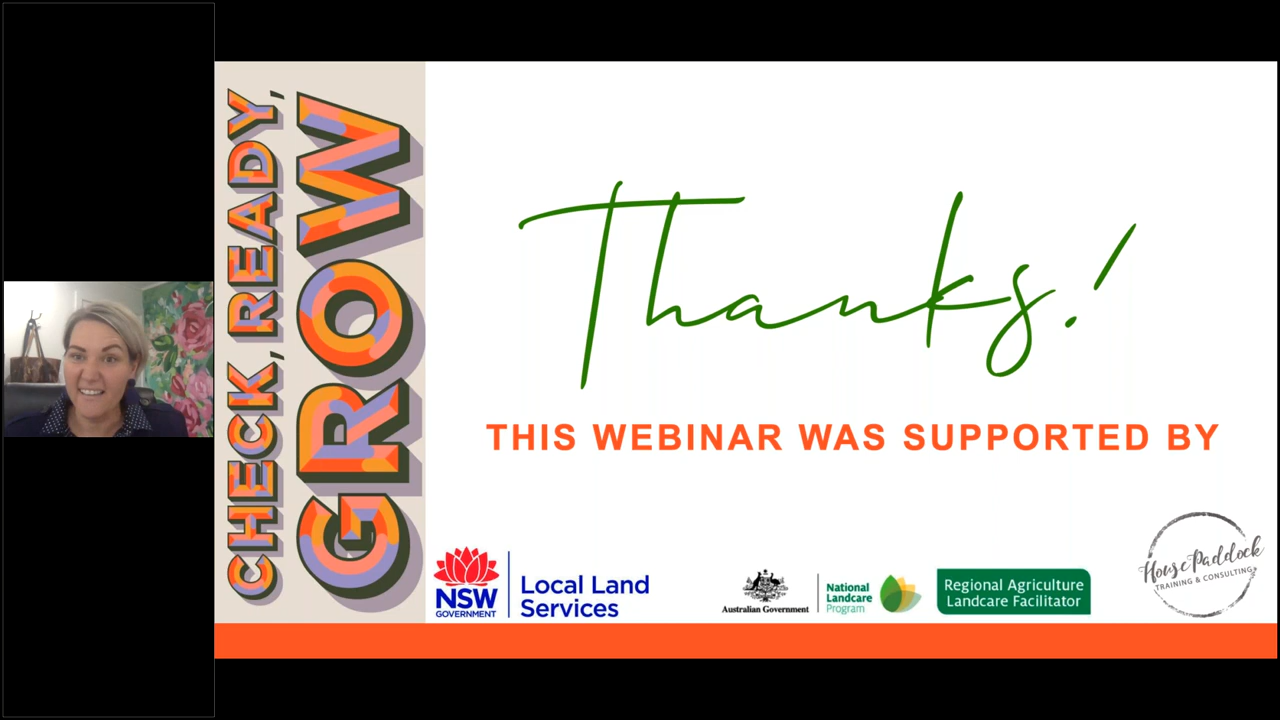 CHECK, READY,
GROW
Thanks!
THIS WEBINAR WAS SUPPORTED BY
NSW
GOVERNMENT
Local Land
Services
Australian Government
National
Landcare
Program
Regional Agriculture
Landcare Facilitator
House Paddock
TRAINING & CONSULTING